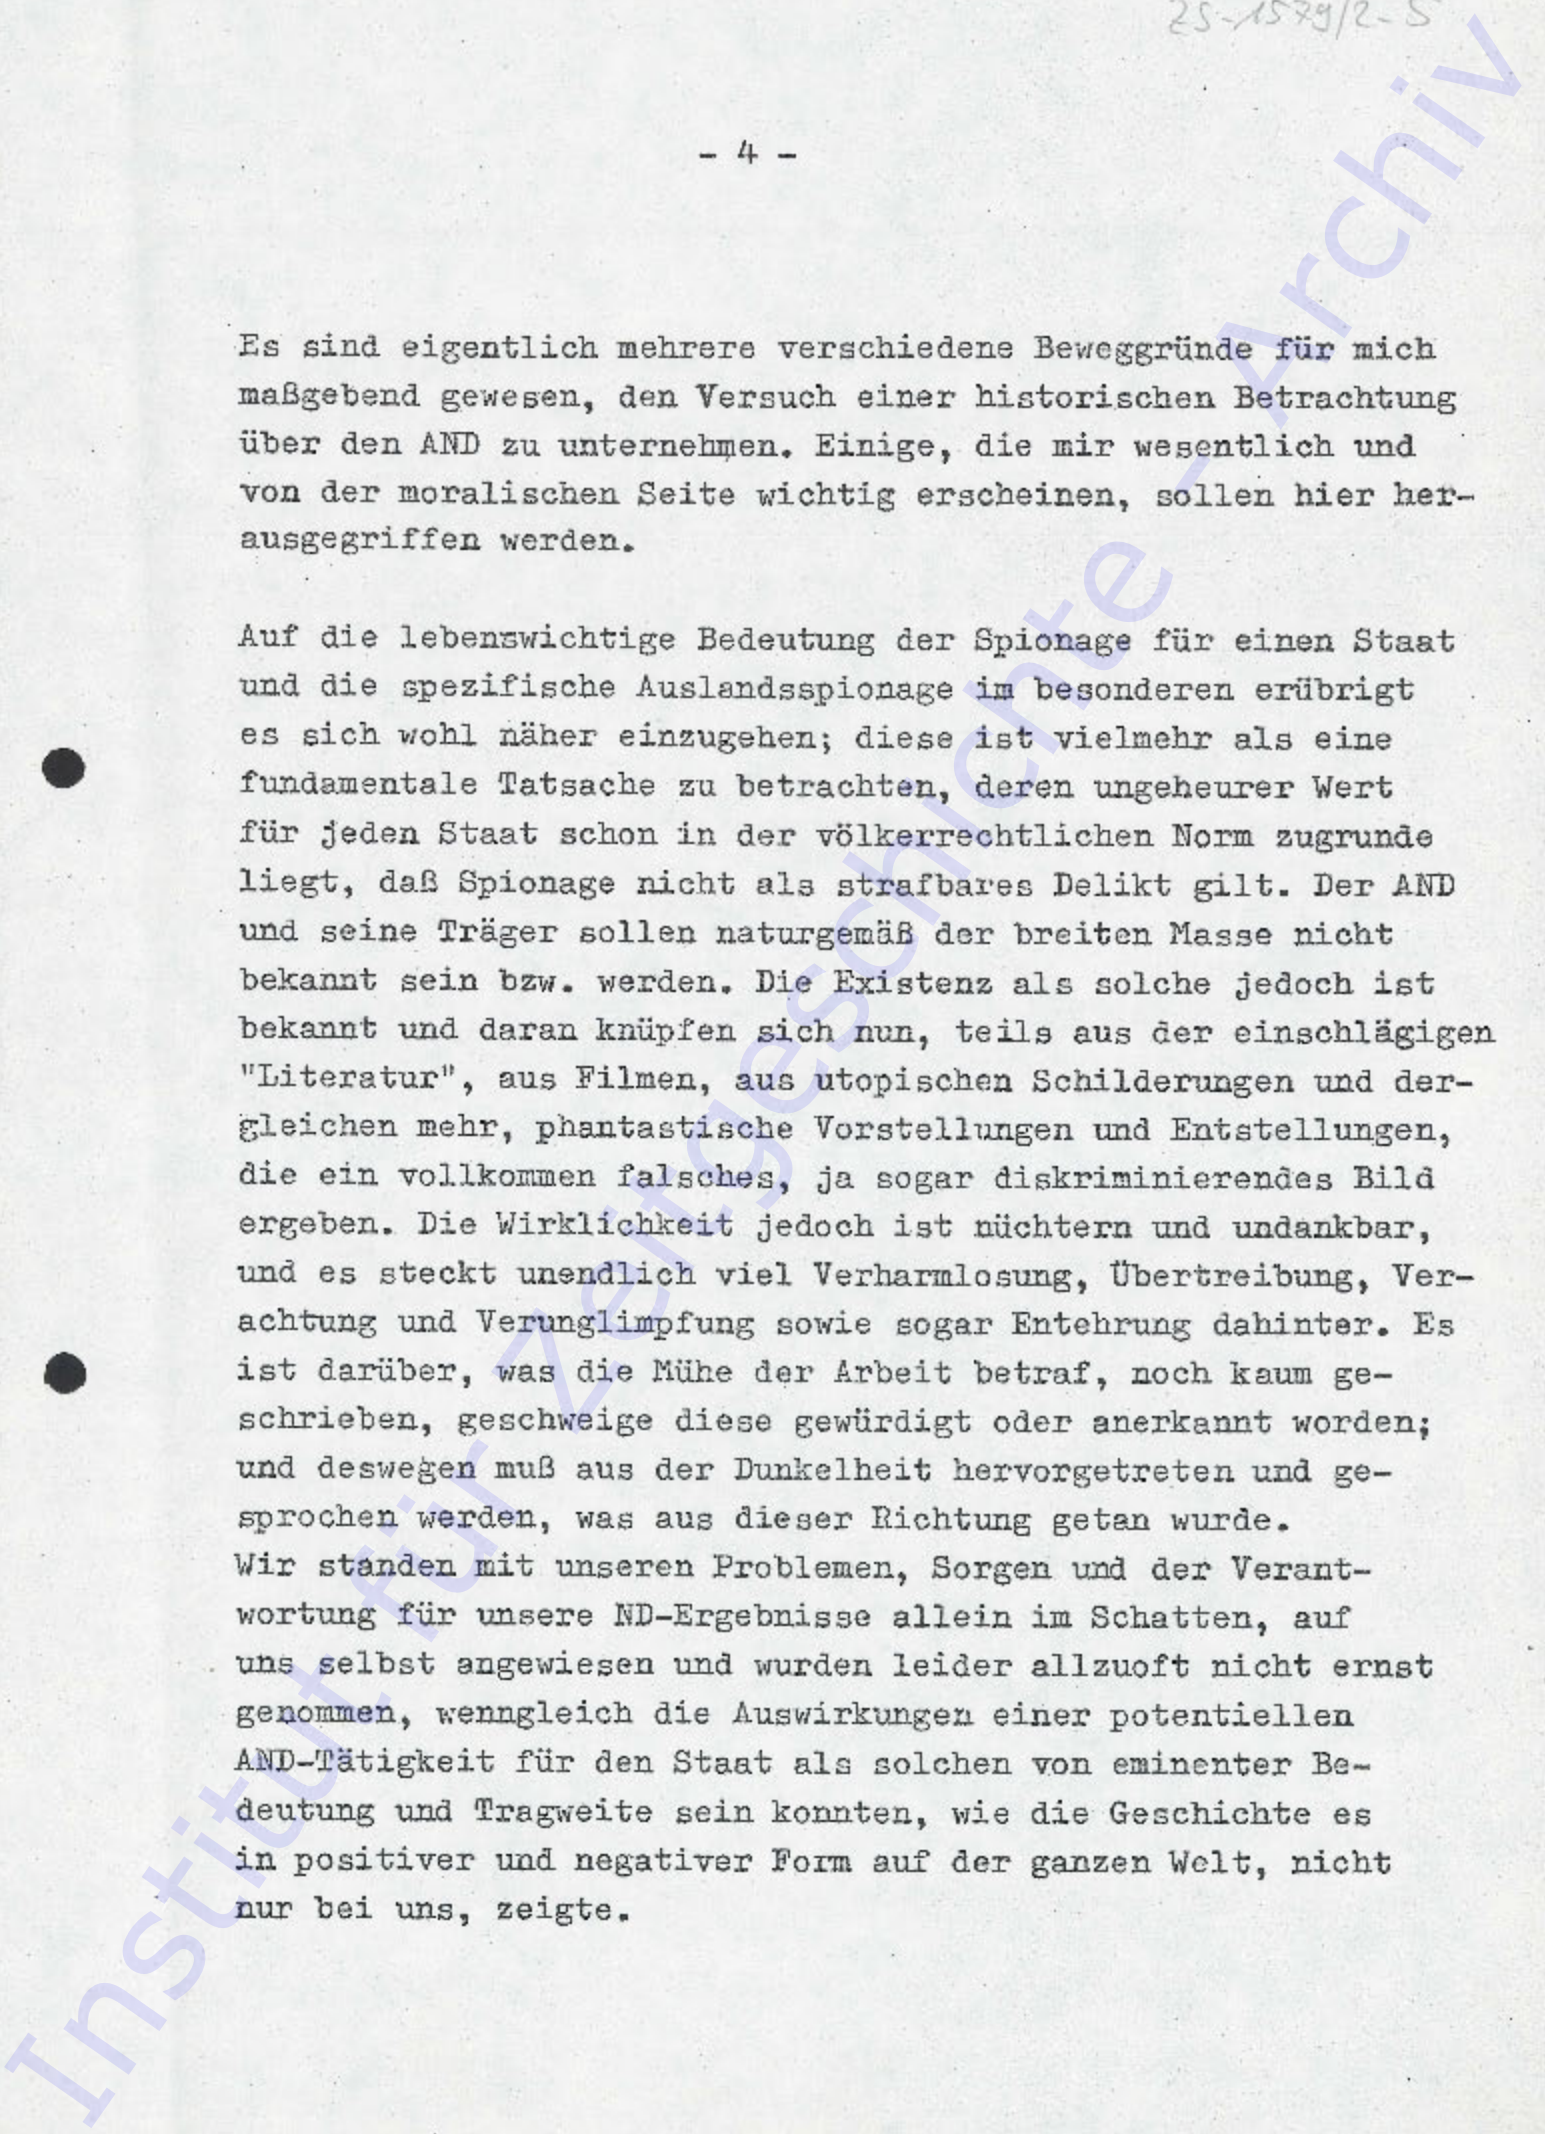 ZS-1579/2-5
- 4 -
Es sind eigentlich mehrere verschiedene Beweggründe für mich
maßgebend gewesen, den Versuch einer historischen Betrachtung
über den AND zu unternehmen. Einige, die mir wesentlich und
von der moralischen Seite wichtig erscheinen, sollen hier her-
ausgegriffen werden.
Auf die lebenswichtige Bedeutung der Spionage für einen Staat
und die spezifische Auslandsspionage im besonderen erübrigt
es sich wohl näher einzugehen; diese ist vielmehr als eine
fundamentale Tatsache zu betrachten, deren ungeheurer Wert
für jeden Staat schon in der völkerrechtlichen Norm zugrunde
liegt, daß Spionage nicht als strafbares Delikt gilt. Der AND
und seine Träger sollen naturgemäß der breiten Masse nicht
bekannt sein bzw. werden. Die Existenz als solche jedoch ist
bekannt und daran knüpfen sich nun, teils aus der einschlägigen
"Literatur", aus Filmen, aus utopischen Schilderungen und der-
gleichen mehr, phantastische Vorstellungen und Entstellungen,
die ein vollkommen falsches, ja sogar diskriminierendes Bild
ergeben. Die Wirklichkeit jedoch ist nüchtern und undankbar,
und es steckt unendlich viel Verharmlosung, Übertreibung, Ver-
achtung und Verunglimpfung sowie sogar Entehrung dahinter. Es
ist darüber, was die Mühe der Arbeit betraf, noch kaum ge-
schrieben, geschweige diese gewürdigt oder anerkannt worden;
und deswegen muß aus der Dunkelheit hervorgetreten und ge-
sprochen werden, was aus dieser Richtung getan wurde.
Wir standen mit unseren Problemen, Sorgen und der Verant-
wortung für unsere ND-Ergebnisse allein im Schatten, auf
uns selbst angewiesen und wurden leider allzuoft nicht ernst
genommen, wenngleich die Auswirkungen einer potentiellen
AND-Tätigkeit für den Staat als solchen von eminenter Be-
deutung und Tragweite sein konnten, wie die Geschichte es
in positiver und negativer Form auf der ganzen Welt, nicht
nur bei uns, zeigte.
Institut für Zeitgeschichte - Archiv